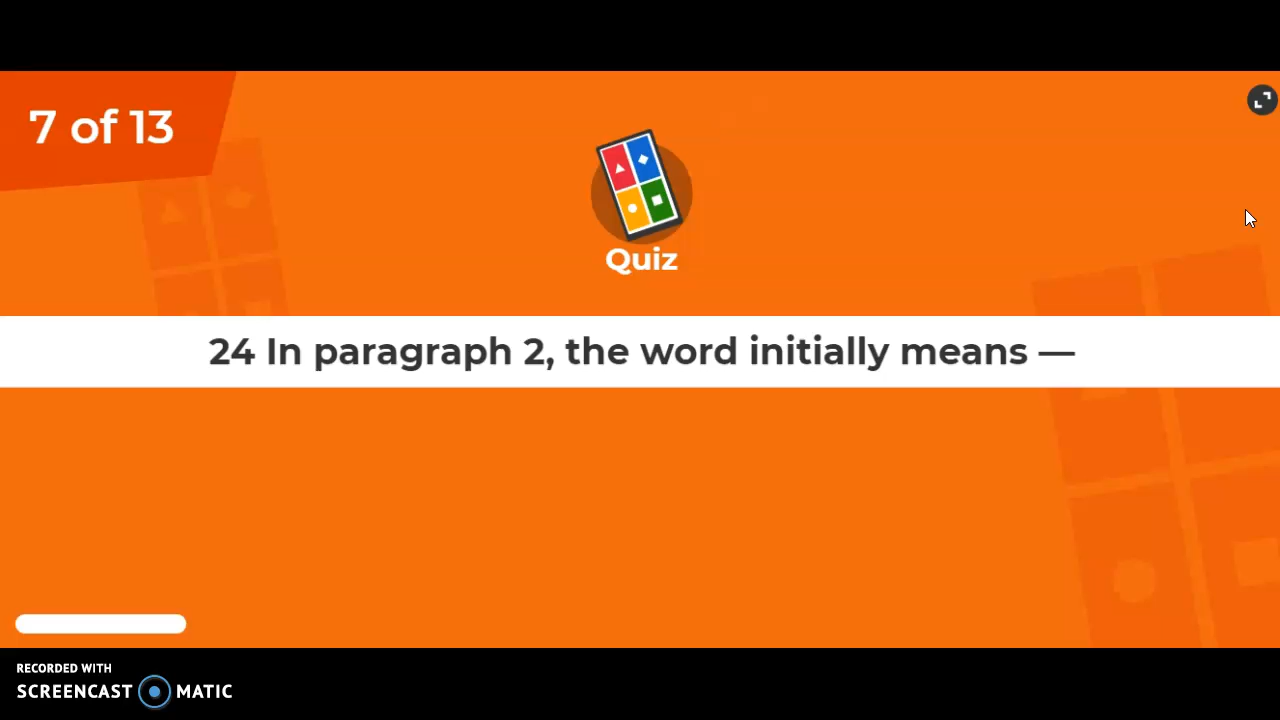 7 of 13
Quiz
24 In paragraph 2, the word initially means —
RECORDED WITH
SCREENCAST MATIC